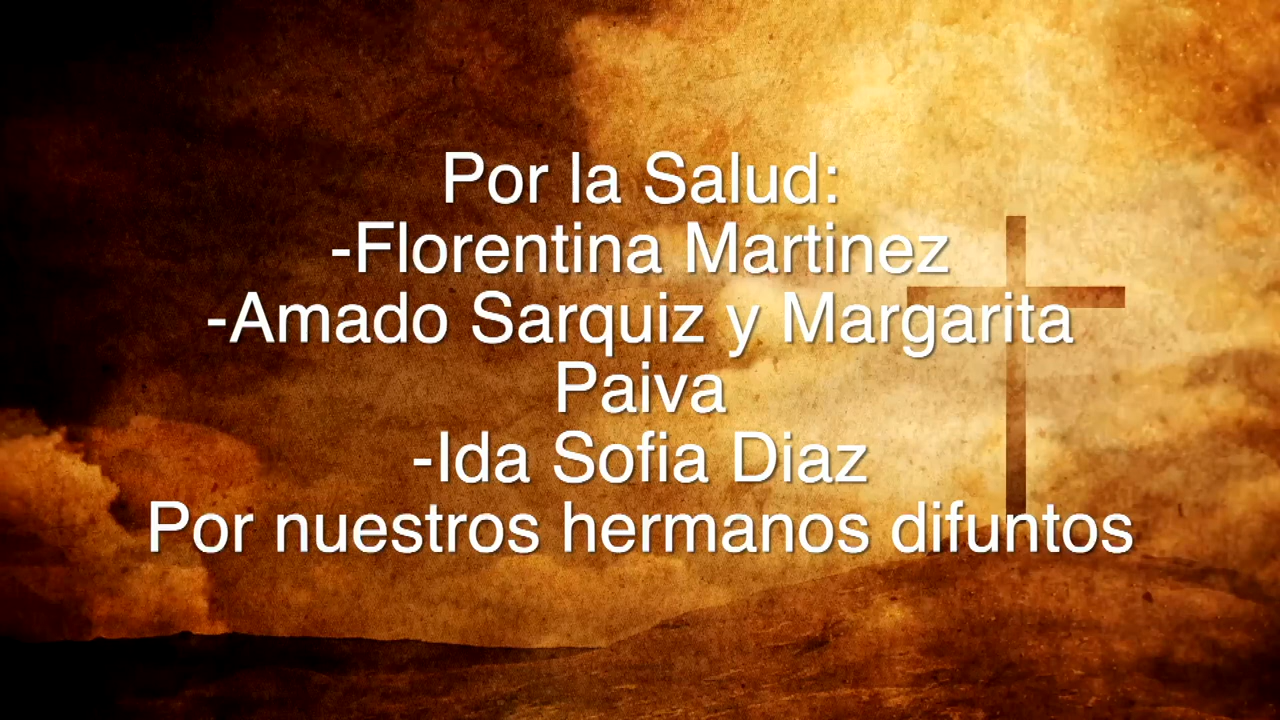 Por la Salud:
-Florentina Martinez
-Amado Sarquiz y Margarita
Paiva
-Ida Sofia Diaz
Por nuestros hermanos difuntos